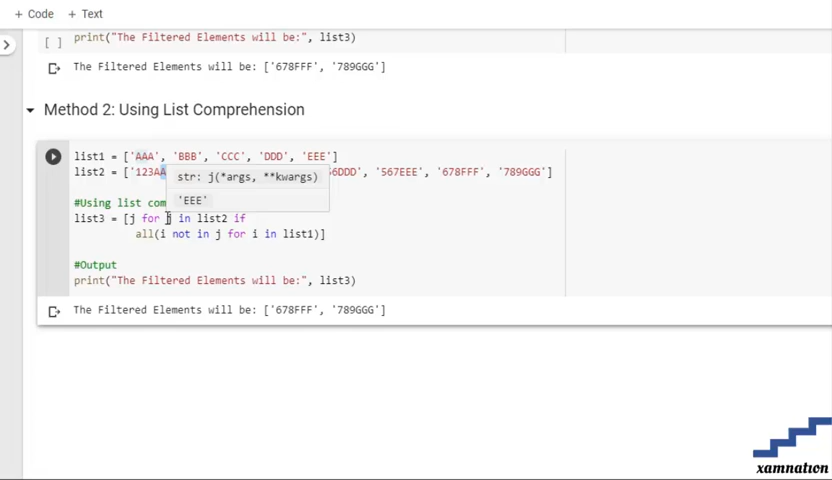 + Code + Text
[ ] print("The Filtered Elements will be:", list3)
The Filtered Elements will be: ['678FFF', '789GGG']
Method 2: Using List Comprehension
list1 = ['AAA', 'BBB', 'CCC', 'DDD', 'EEE']
list2 = ['123AA 6DDD', '567EEE', '678FFF', '789GGG']
str: j(*args, **kwargs)
'EEE'
#Using list com
list3 = [j for j in list2 if
all(i not in j for i in list1)]
#Output
print("The Filtered Elements will be:", list3)
The Filtered Elements will be: ['678FFF', '789GGG']
xamnation